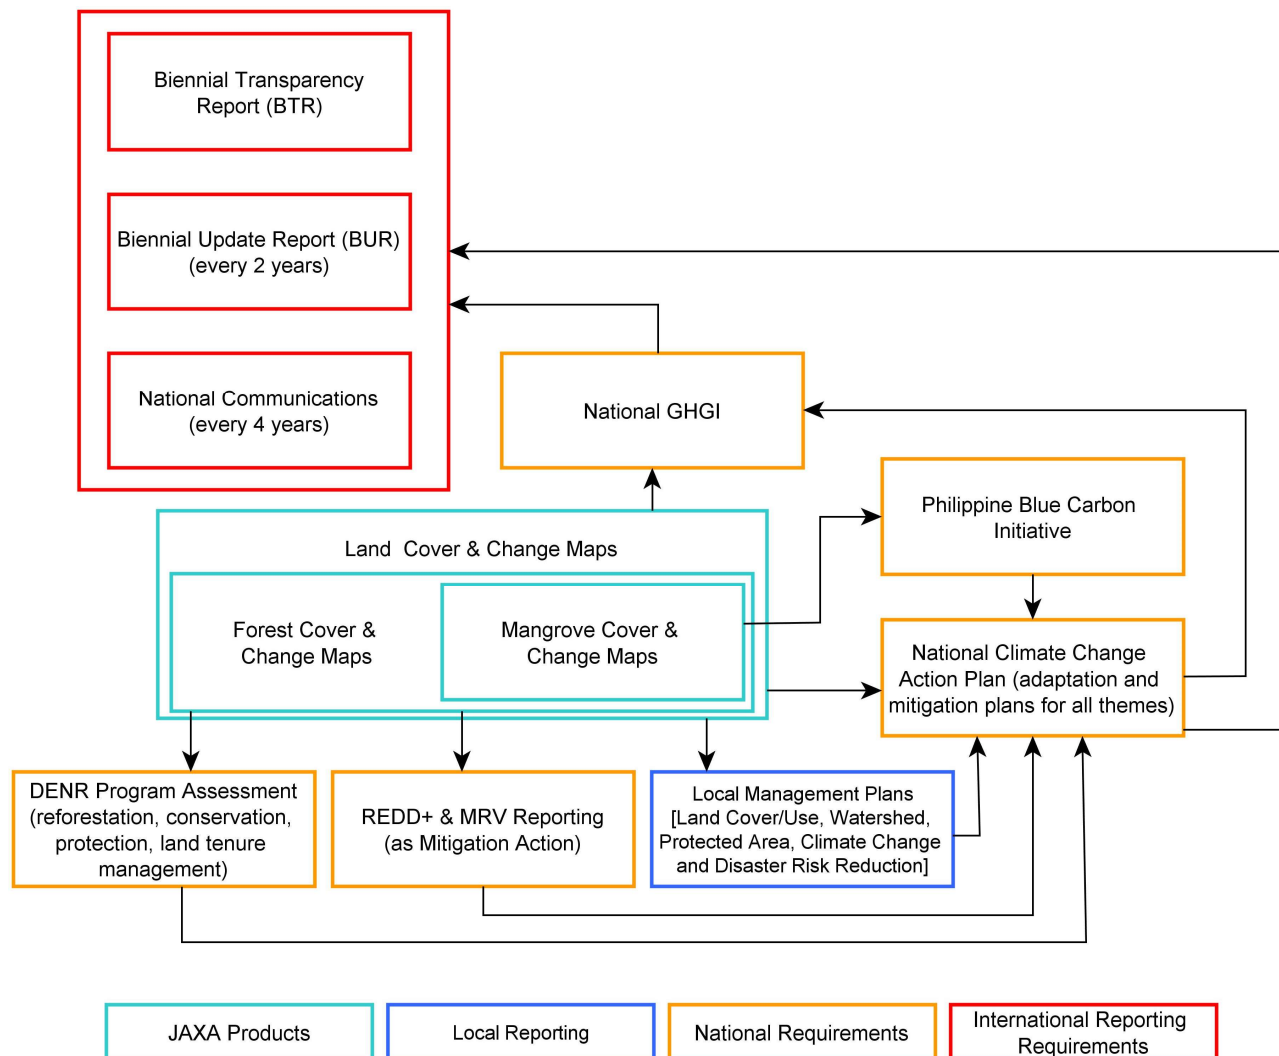 Biennial Transparency
Report (BTR)
Biennial Update Report (BUR)
(every 2 years)
National Communications
(every 4 years)
National GHGI
Philippine Blue Carbon
Initiative
Land Cover & Change Maps
Forest Cover &
Change Maps
Mangrove Cover &
Change Maps
National Climate Change
Action Plan (adaptation and
mitigation plans for all themes)
DENR Program Assessment
(reforestation, conservation,
protection, land tenure
management)
REDD+ & MRV Reporting
(as Mitigation Action)
Local Management Plans
[Land Cover/Use, Watershed,
Protected Area, Climate Change
and Disaster Risk Reduction]
JAXA Products
Local Reporting
National Requirements
International Reporting
Requirements